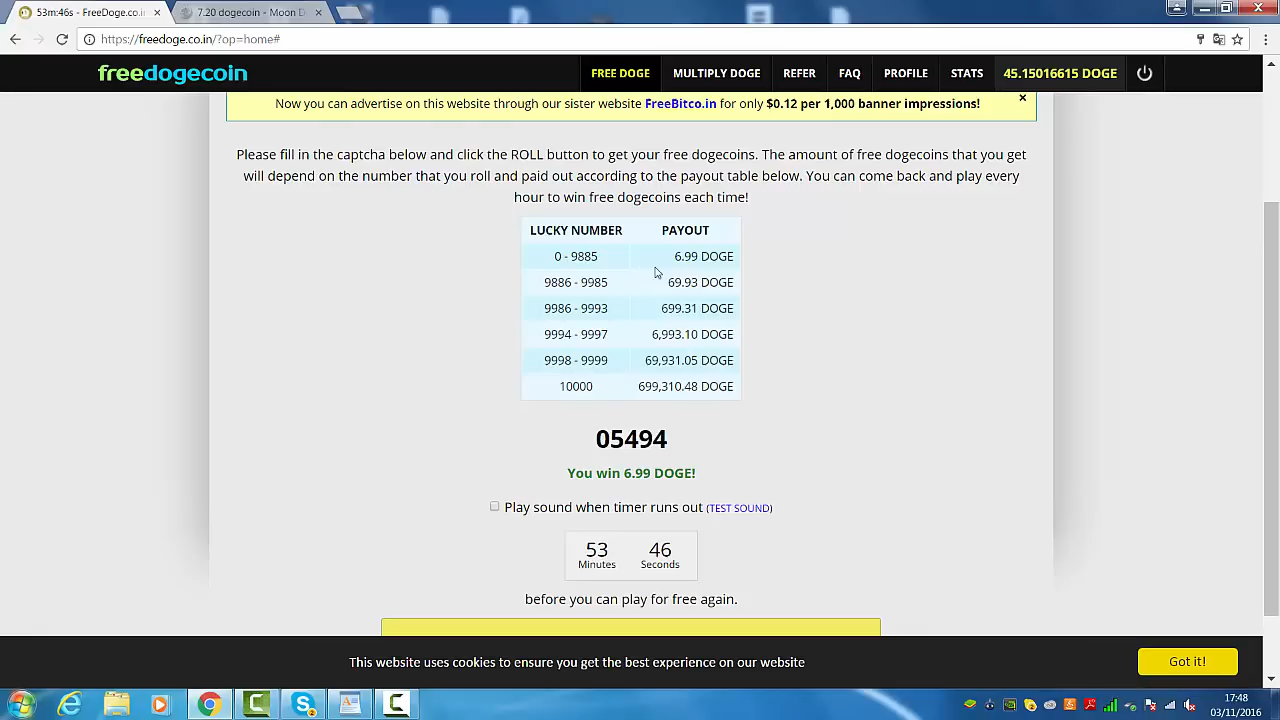 53m:46s - FreeDoge.co.i
7.20 dogecoin - Moon D
https://freedoge.co.in/?op=home#
freedogecoin
FREE DOGE
MULTIPLY DOGE
REFER
FAQ
PROFILE
STATS
45.15016615 DOGE
Now you can advertise on this website through our sister website FreeBitco.in for only $0.12 per 1,000 banner impressions!
Please fill in the captcha below and click the ROLL button to get your free dogecoins. The amount of free dogecoins that you get
will depend on the number that you roll and paid out according to the payout table below. You can come back and play every
hour to win free dogecoins each time!
LUCKY NUMBER PAYOUT
0 - 9885 6.99 DOGE
9886 - 9985 69.93 DOGE
9986 - 9993 699.31 DOGE
9994 - 9997 6,993.10 DOGE
9998 - 9999 69,931.05 DOGE
10000 699,310.48 DOGE
05494
You win 6.99 DOGE!
Play sound when timer runs out (TEST SOUND)
53 46
Minutes Seconds
before you can play for free again.
This website uses cookies to ensure you get the best experience on our website
Got it!
17:48
03/11/2016